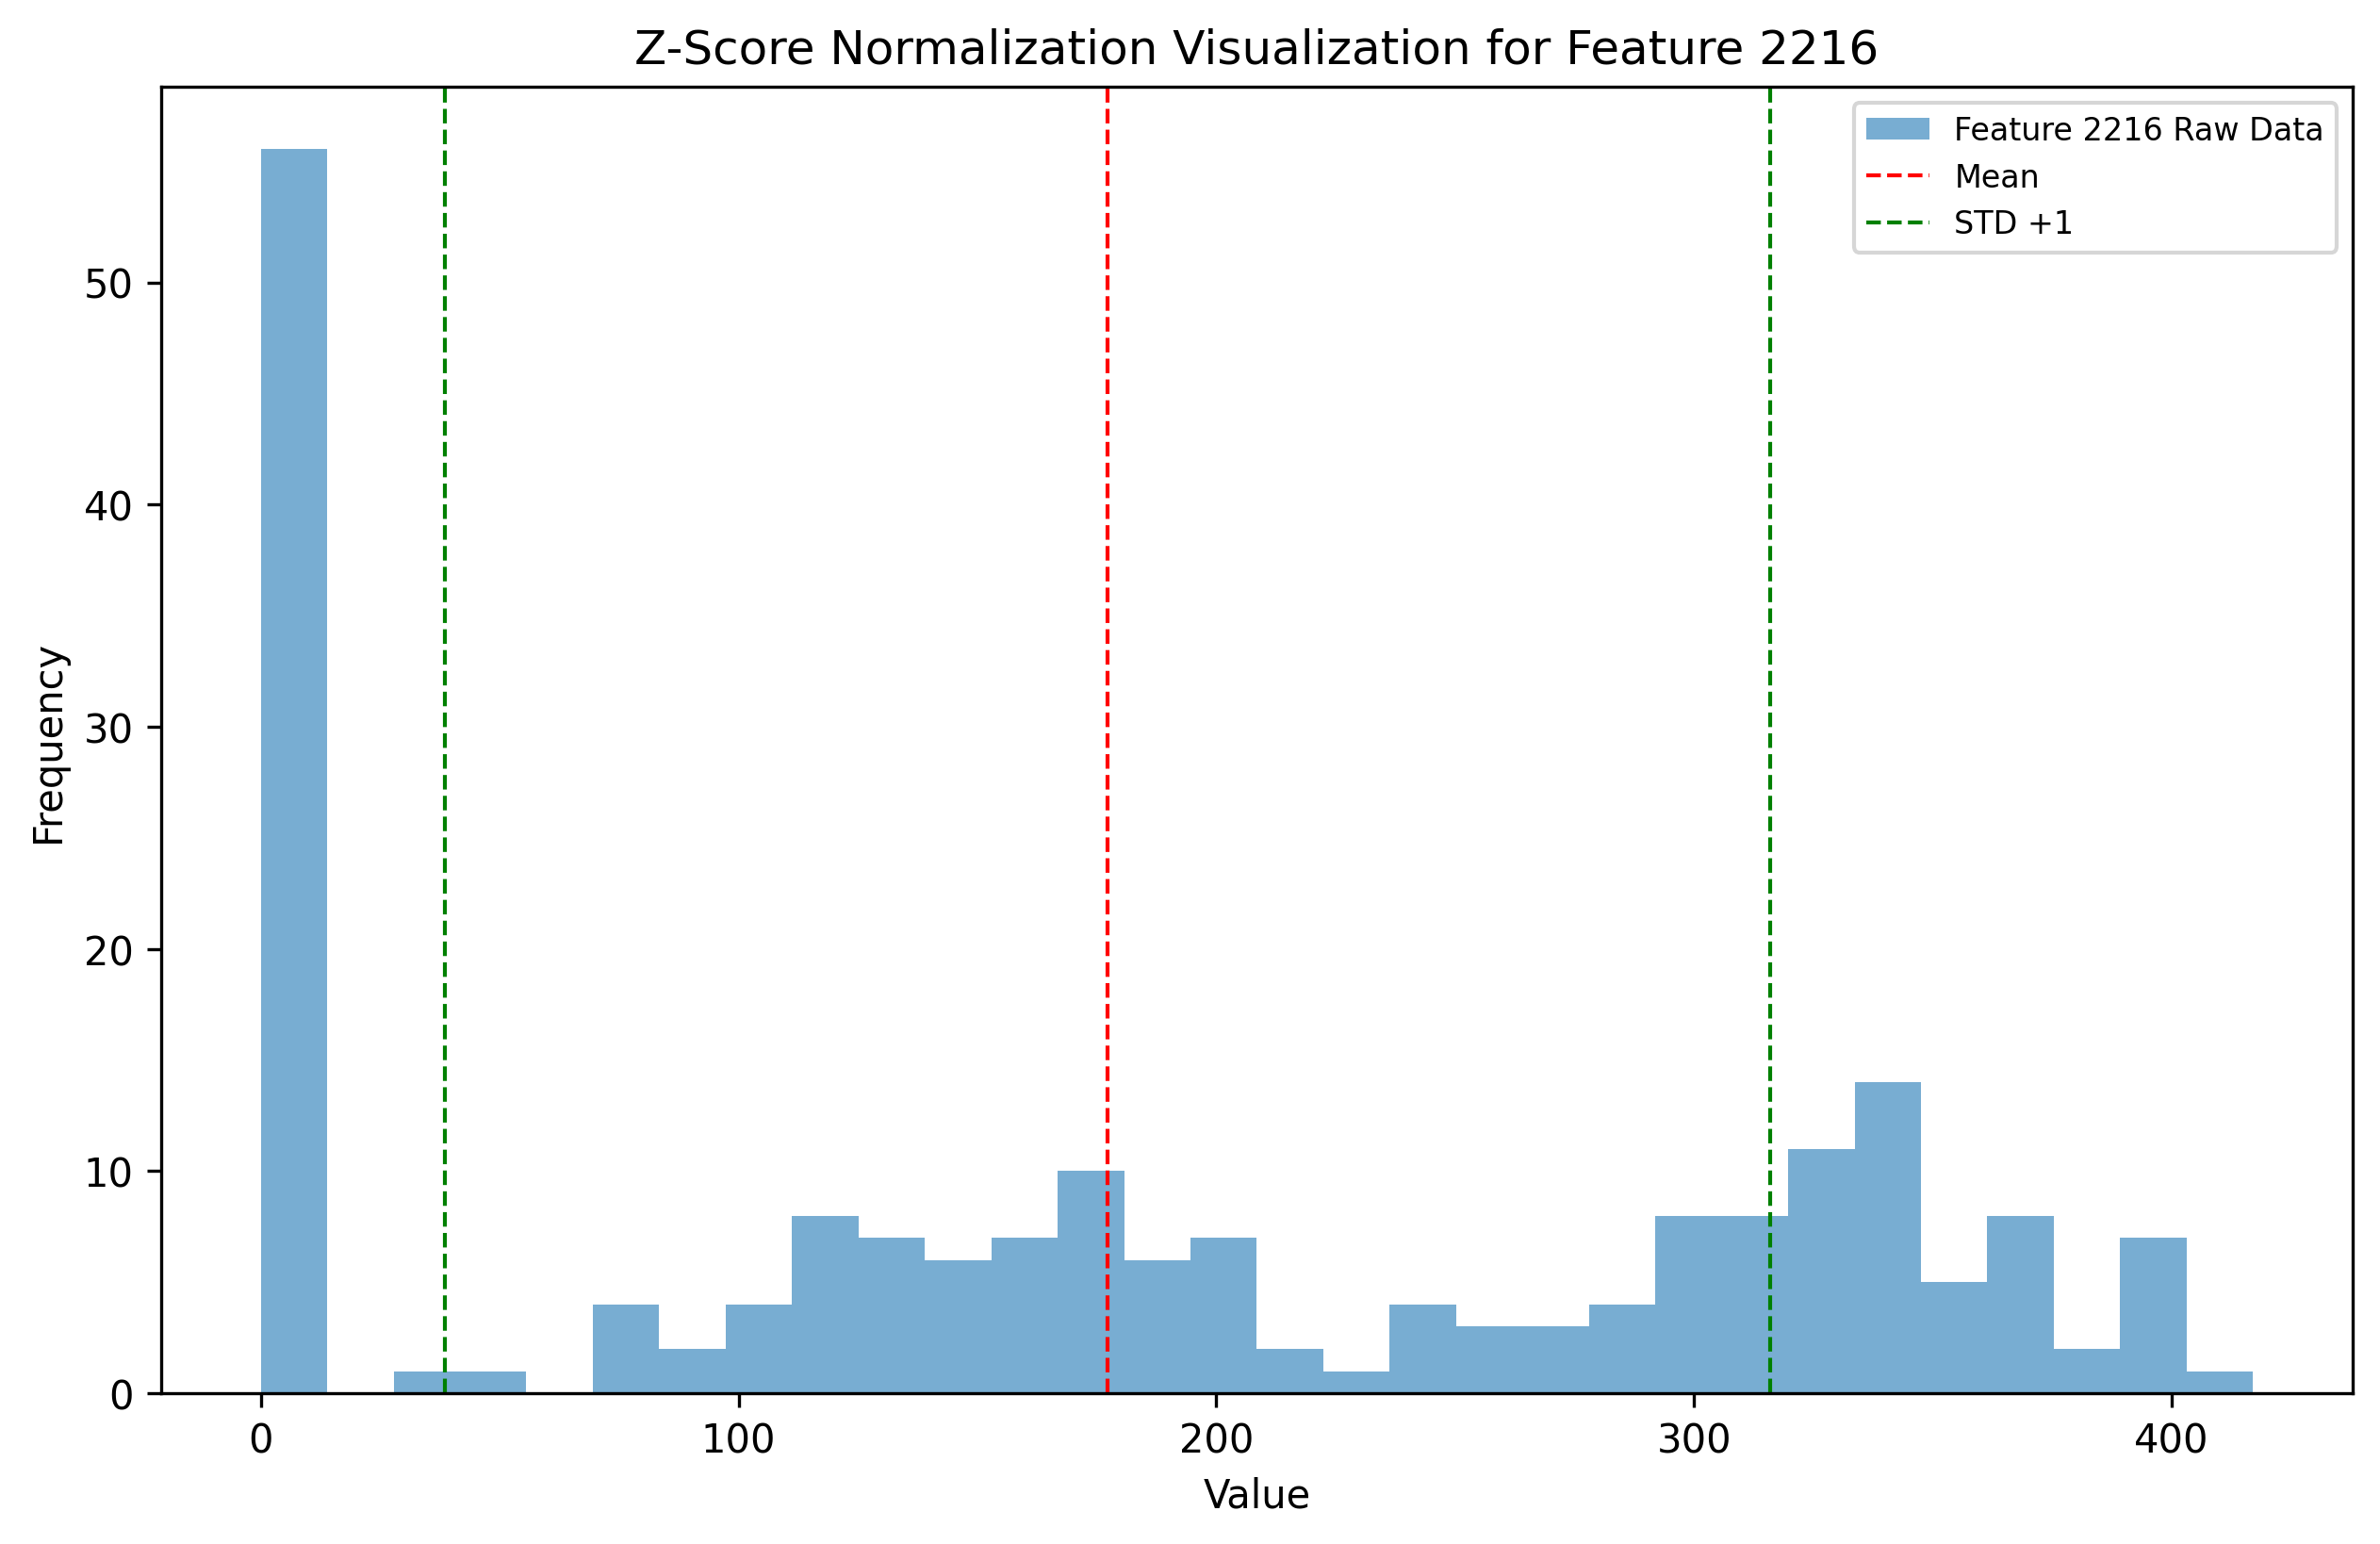 Z-Score Normalization Visualization for Feature 2216
Feature 2216 Raw Data
Mean
STD +1
50
40
30
20
10
0
Frequency
0 100 200 300 400
Value